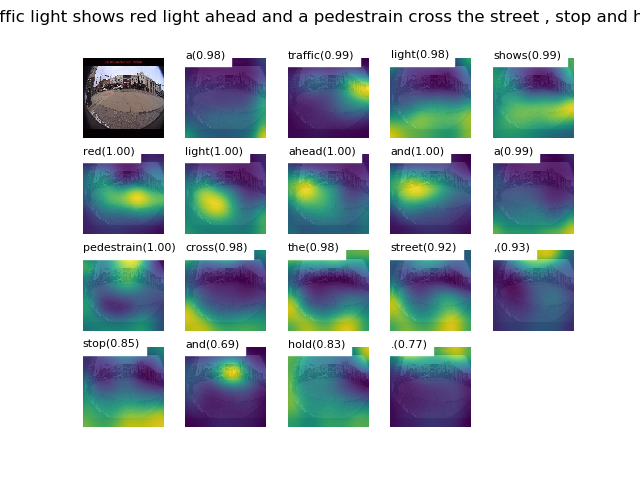 ffic light shows red light ahead and a pedestrain cross the street , stop and h
a(0.98) traffic(0.99) light(0.98) shows(0.99)
red(1.00) light(1.00) ahead(1.00) and(1.00) a(0.99)
pedestrain(1.00) cross(0.98) the(0.98) street(0.92) ,(0.93)
stop(0.85) and(0.69) hold(0.83) .(0.77)